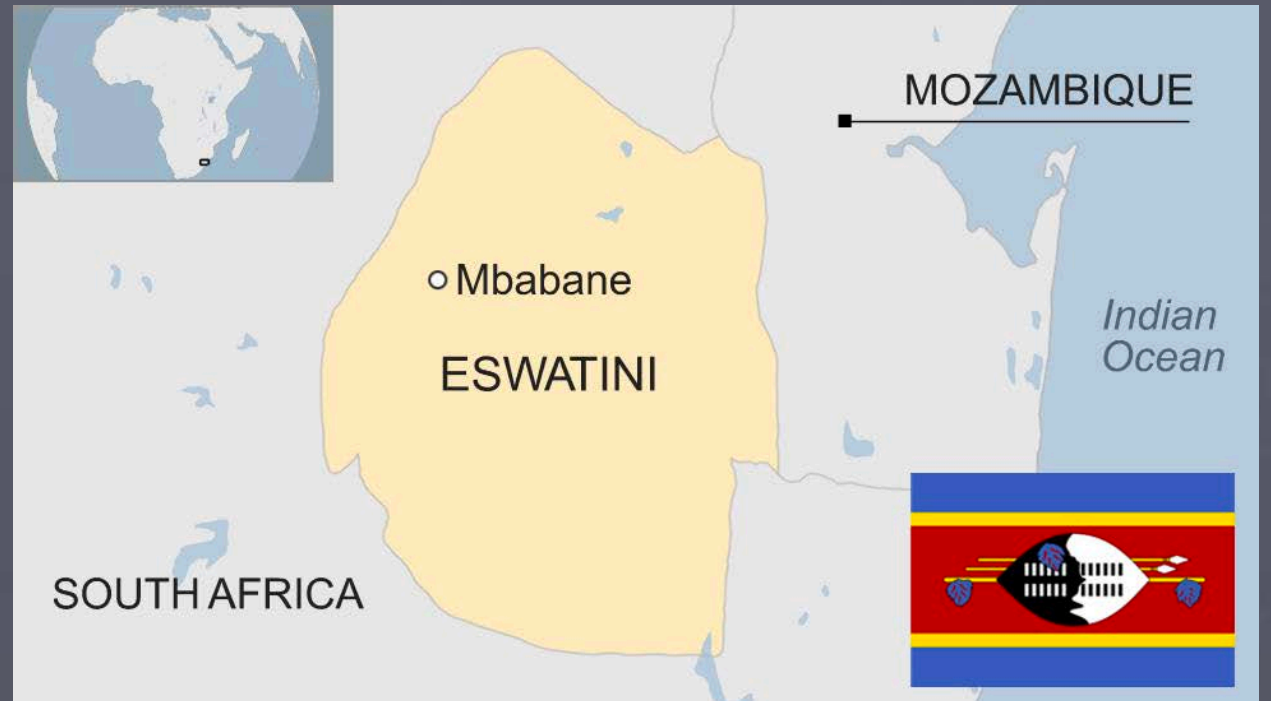 MOZAMBIQUE
Mbabane
Indian
Ocean
ESWATINI
SOUTH AFRICA